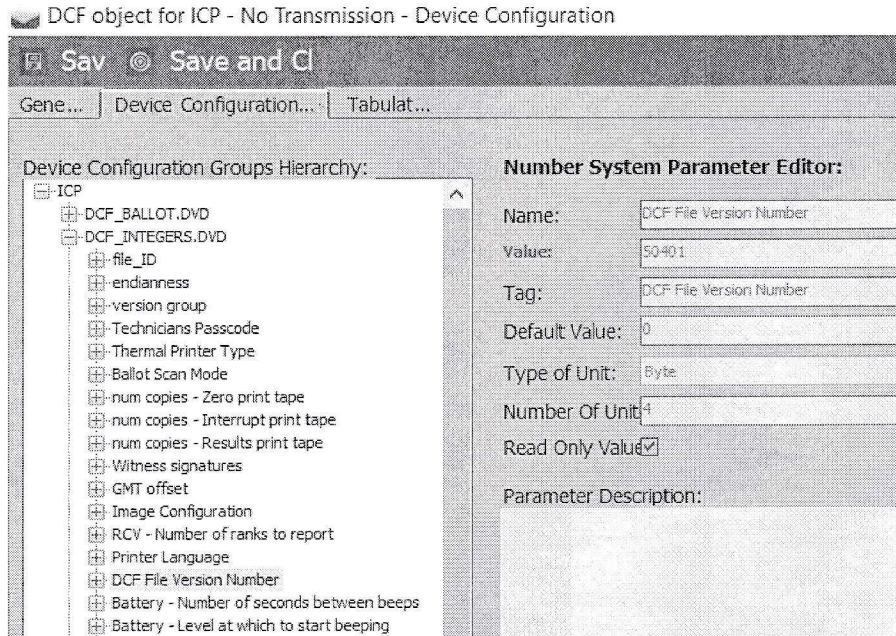 DCF object for ICP - No Transmission - Device Configuration
Sav Save and Cl
Gene... Device Configuration... Tabulat...
Device Configuration Groups Hierarchy:
ICP
DCF_BALLOT.DVD
DCF_INTEGERS.DVD
file_ID
endianness
version group
Technicians Passcode
Thermal Printer Type
Ballot Scan Mode
num copies - Zero print tape
num copies - Interrupt print tape
num copies - Results print tape
Witness signatures
GMT offset
Image Configuration
RCV - Number of ranks to report
Printer Language
DCF File Version Number
Battery - Number of seconds between beeps
Battery - Level at which to start beeping
Number System Parameter Editor:
Name: DCF File Version Number
Value: 50401
Tag: DCF File Version Number
Default Value: 0
Type of Unit: Byte
Number Of Unit 4
Read Only Value
Parameter Description: